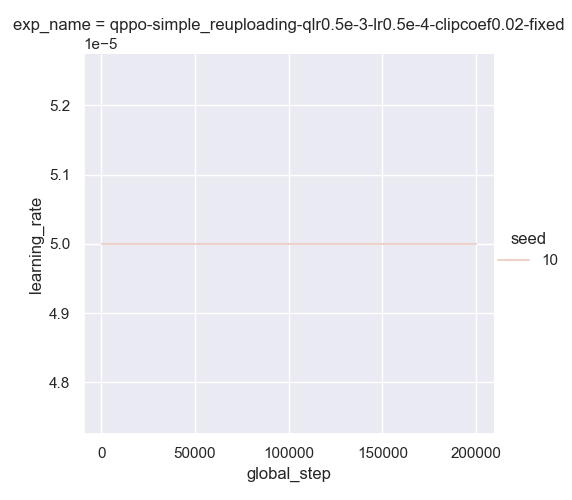 exp_name = qppo-simple_reuploading-qlr0.5e-3-lr0.5e-4-clipcoef0.02-fixed
1e−5
5.2
5.1
5.0
4.9
4.8
learning_rate
seed
10
0 50000 100000 150000 200000
global_step